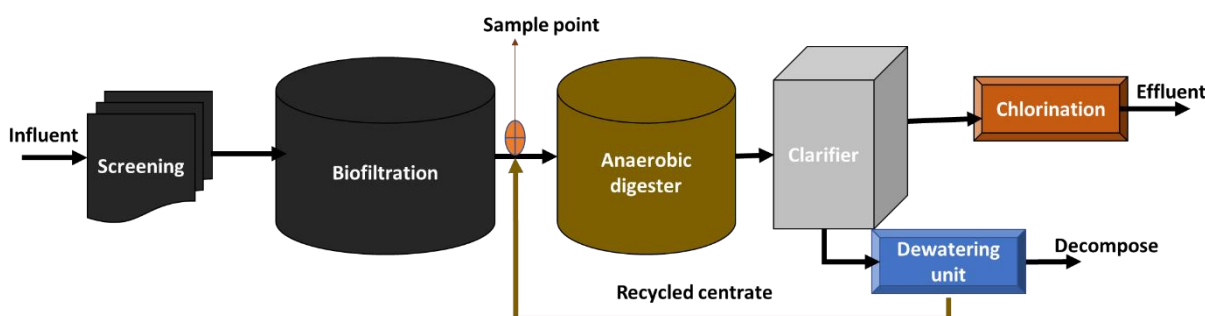 Sample point
Influent
Screening
Biofiltration
Anaerobic
digester
Clarifier
Chlorination
Effluent
Dewatering
unit
Decompose
Recycled centrate